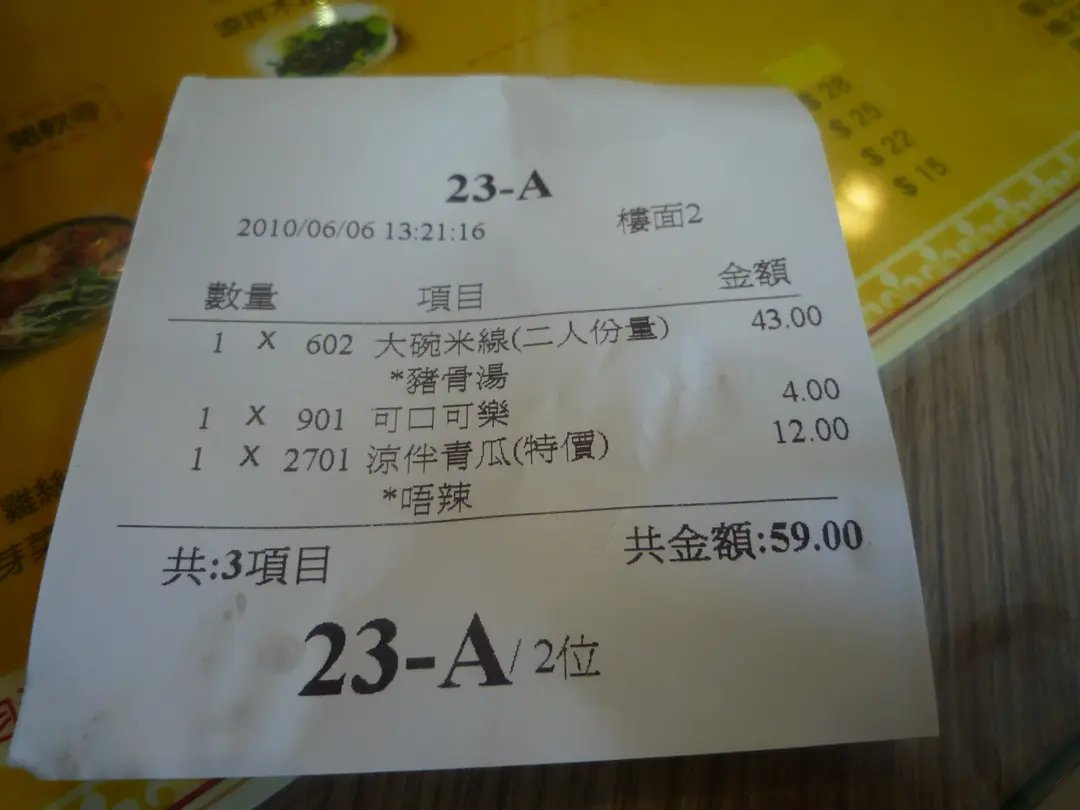 $28
$25
$22
$15
23-A
2010/06/06 13:21:16 樓面2
數量 項目 金額
1 X 602 大碗米線(二人份量) 43.00
*豬骨湯
1 X 901 可口可樂 4.00
1 X 2701 涼伴青瓜(特價) 12.00
*唔辣
共:3項目 共金額:59.00
23-A/ 2位